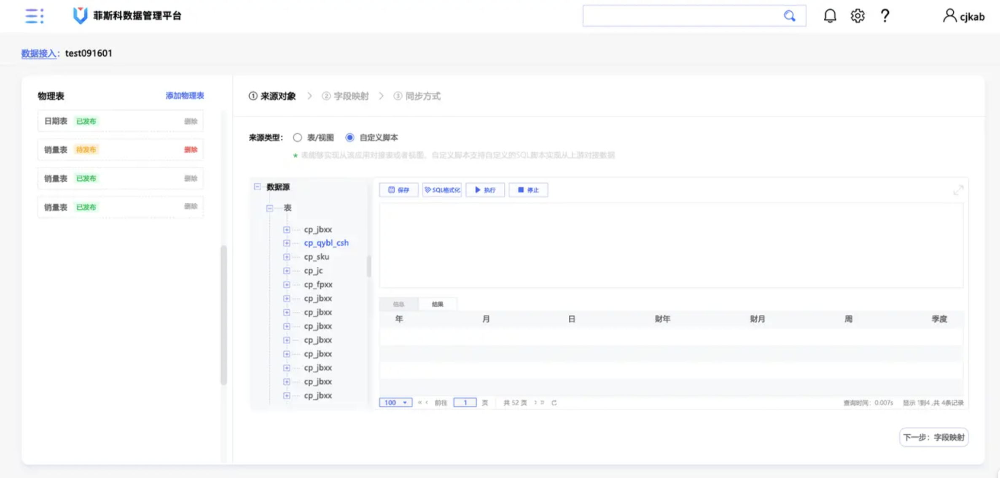 菲斯科数据管理平台
cjkab
数据接入：test091601
物理表 添加物理表
日期表 已发布 删除
销量表 待发布 删除
销量表 已发布 删除
销量表 已发布 删除
① 来源对象 > ② 字段映射 > ③ 同步方式
来源类型： 表/视图 自定义脚本
* 表能够实现从该应用对接表或者视图，自定义脚本支持自定义的SQL脚本实现从上游对接数据
数据源
表
cp_jbxx
cp_qybl_csh
cp_sku
cp_jc
cp_fpxx
cp_jbxx
cp_jbxx
cp_jbxx
cp_jbxx
cp_jbxx
cp_jbxx
cp_jbxx
cp_jbxx
保存 SQL格式化 执行 停止
信息 结果
年 月 日 财年 财月 周 季度
100 « ‹ 前往 1 页 共 52 页 › » 查询时间：0.007s 显示 1到4 ,共 4条记录
下一步：字段映射